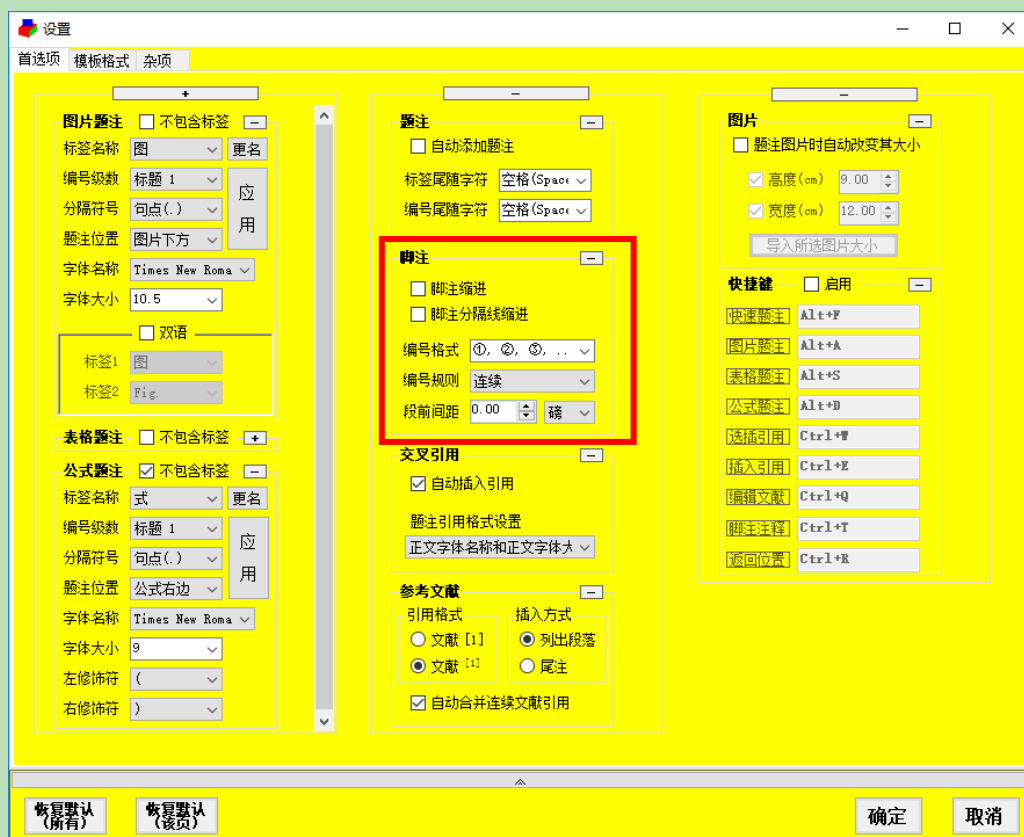 设置
首选项 模板格式 杂项
+
图片题注 不包含标签 -
标签名称 图 更名
编号级数 标题 1
分隔符号 句点(.)
应用
题注位置 图片下方
字体名称 Times New Roma
字体大小 10.5
双语
标签1 图
标签2 Fig.
表格题注 不包含标签 +
公式题注 不包含标签 -
标签名称 式 更名
编号级数 标题 1
分隔符号 句点(.)
应用
题注位置 公式右边
字体名称 Times New Roma
字体大小 9
左修饰符 (
右修饰符 )
-
题注 -
自动添加题注
标签尾随字符 空格(Space
编号尾随字符 空格(Space
脚注 -
脚注缩进
脚注分隔线缩进
编号格式 ①, ②, ③, ..
编号规则 连续
段前间距 0.00 磅
交叉引用 -
自动插入引用
题注引用格式设置
正文字体名称和正文字体大
参考文献 -
引用格式 插入方式
文献 [1] 列出段落
文献 [1] 尾注
自动合并连续文献引用
-
图片 -
题注图片时自动改变其大小
高度(cm) 9.00
宽度(cm) 12.00
导入所选图片大小
快捷键 启用 -
快速题注 Alt+F
图片题注 Alt+A
表格题注 Alt+S
公式题注 Alt+D
选插引用 Ctrl+W
插入引用 Ctrl+E
编辑文献 Ctrl+Q
脚注注释 Ctrl+T
返回位置 Ctrl+R
恢复默认(所有) 恢复默认(该页) 确定 取消